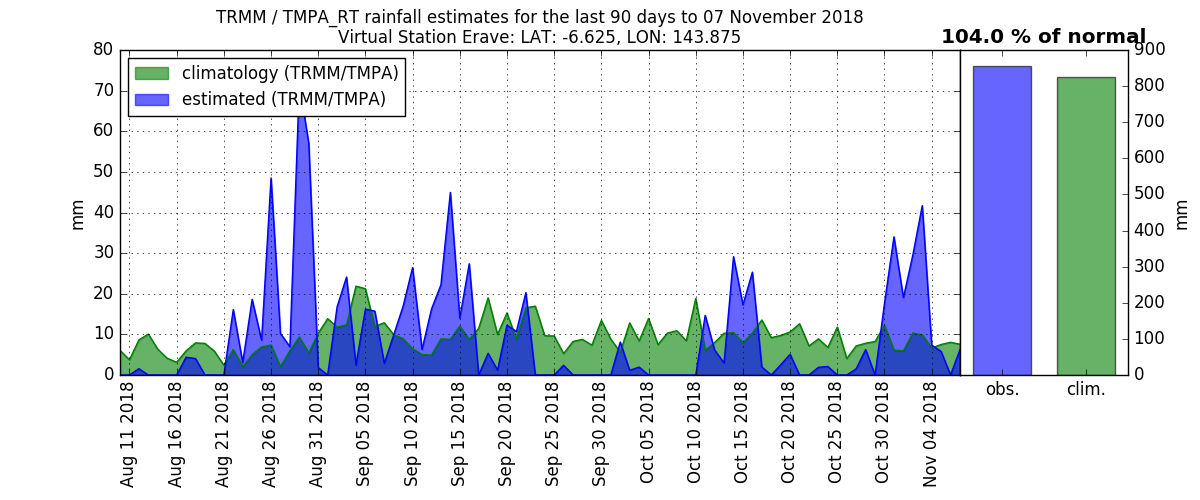 TRMM / TMPA_RT rainfall estimates for the last 90 days to 07 November 2018
Virtual Station Erave: LAT: -6.625, LON: 143.875
104.0 % of normal
climatology (TRMM/TMPA)
estimated (TRMM/TMPA)
mm
80
70
60
50
40
30
20
10
0
Aug 11 2018
Aug 16 2018
Aug 21 2018
Aug 26 2018
Aug 31 2018
Sep 05 2018
Sep 10 2018
Sep 15 2018
Sep 20 2018
Sep 25 2018
Sep 30 2018
Oct 05 2018
Oct 10 2018
Oct 15 2018
Oct 20 2018
Oct 25 2018
Oct 30 2018
Nov 04 2018
obs.
clim.
900
800
700
600
500
400
300
200
100
0
mm